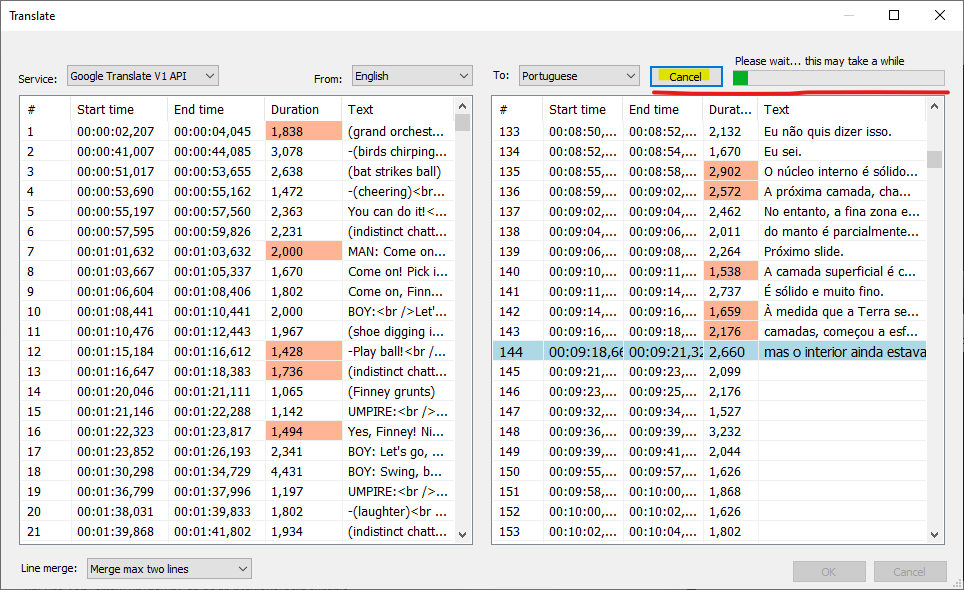 Translate
Please wait... this may take a while
Service: Google Translate V1 API From: English To: Portuguese Cancel
# Start time End time Duration Text
1 00:00:02,207 00:00:04,045 1,838 (grand orchest...
2 00:00:41,007 00:00:44,085 3,078 -(birds chirping...
3 00:00:51,017 00:00:53,655 2,638 (bat strikes ball)
4 00:00:53,690 00:00:55,162 1,472 -(cheering)<br...
5 00:00:55,197 00:00:57,560 2,363 You can do it!<...
6 00:00:57,595 00:00:59,826 2,231 (indistinct chatt...
7 00:01:01,632 00:01:03,632 2,000 MAN: Come on...
8 00:01:03,667 00:01:05,337 1,670 Come on! Pick i...
9 00:01:06,604 00:01:08,406 1,802 Come on, Finn...
10 00:01:08,441 00:01:10,441 2,000 BOY:<br />Let'...
11 00:01:10,476 00:01:12,443 1,967 (shoe digging i...
12 00:01:15,184 00:01:16,612 1,428 -Play ball!<br /...
13 00:01:16,647 00:01:18,383 1,736 (indistinct chatt...
14 00:01:20,046 00:01:21,111 1,065 (Finney grunts)
15 00:01:21,146 00:01:22,288 1,142 UMPIRE:<br />...
16 00:01:22,323 00:01:23,817 1,494 Yes, Finney! Ni...
17 00:01:23,852 00:01:26,193 2,341 BOY: Let's go, ...
18 00:01:30,298 00:01:34,729 4,431 BOY: Swing, b...
19 00:01:36,799 00:01:37,996 1,197 UMPIRE:<br />...
20 00:01:38,031 00:01:39,833 1,802 -(laughter)<br ...
21 00:01:39,868 00:01:41,802 1,934 (indistinct chatt...
# Start time End time Durat... Text
133 00:08:50,... 00:08:52,... 2,132 Eu não quis dizer isso.
134 00:08:52,... 00:08:54,... 1,670 Eu sei.
135 00:08:55,... 00:08:58,... 2,902 O núcleo interno é sólido...
136 00:08:59,... 00:09:02,... 2,572 A próxima camada, cha...
137 00:09:02,... 00:09:04,... 2,462 No entanto, a fina zona e...
138 00:09:04,... 00:09:06,... 2,011 do manto é parcialmente...
139 00:09:06,... 00:09:08,... 2,264 Próximo slide.
140 00:09:10,... 00:09:11,... 1,538 A camada superficial é c...
141 00:09:11,... 00:09:14,... 2,737 É sólido e muito fino.
142 00:09:14,... 00:09:16,... 1,659 À medida que a Terra se...
143 00:09:16,... 00:09:18,... 2,176 camadas, começou a esf...
144 00:09:18,66 00:09:21,32 2,660 mas o interior ainda estava
145 00:09:21,... 00:09:23,... 2,099
146 00:09:23,... 00:09:25,... 2,176
147 00:09:32,... 00:09:34,... 1,527
148 00:09:36,... 00:09:39,... 3,232
149 00:09:39,... 00:09:41,... 2,044
150 00:09:55,... 00:09:57,... 1,626
151 00:09:58,... 00:10:00,... 1,868
152 00:10:00,... 00:10:02,... 1,626
153 00:10:02,... 00:10:04,... 1,802
Line merge: Merge max two lines OK Cancel